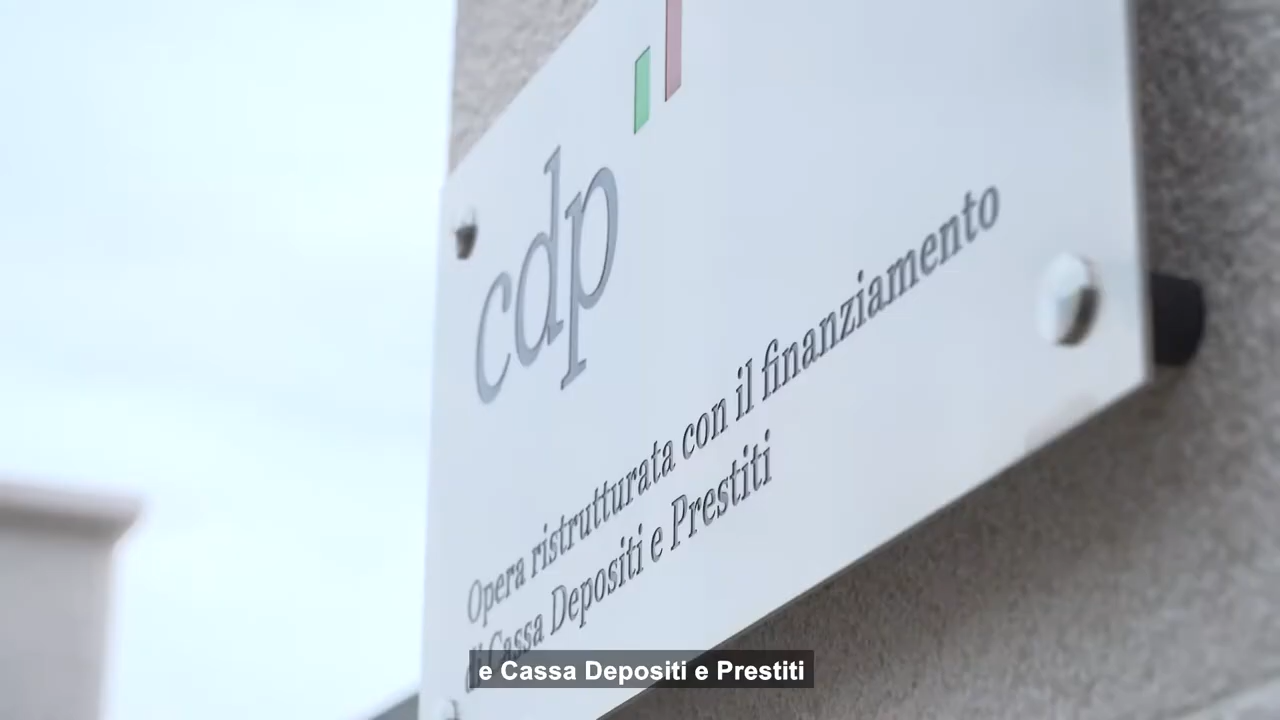 cdp
Opera ristrutturata con il finanziamento
di Cassa Depositi e Prestiti
e Cassa Depositi e Prestiti